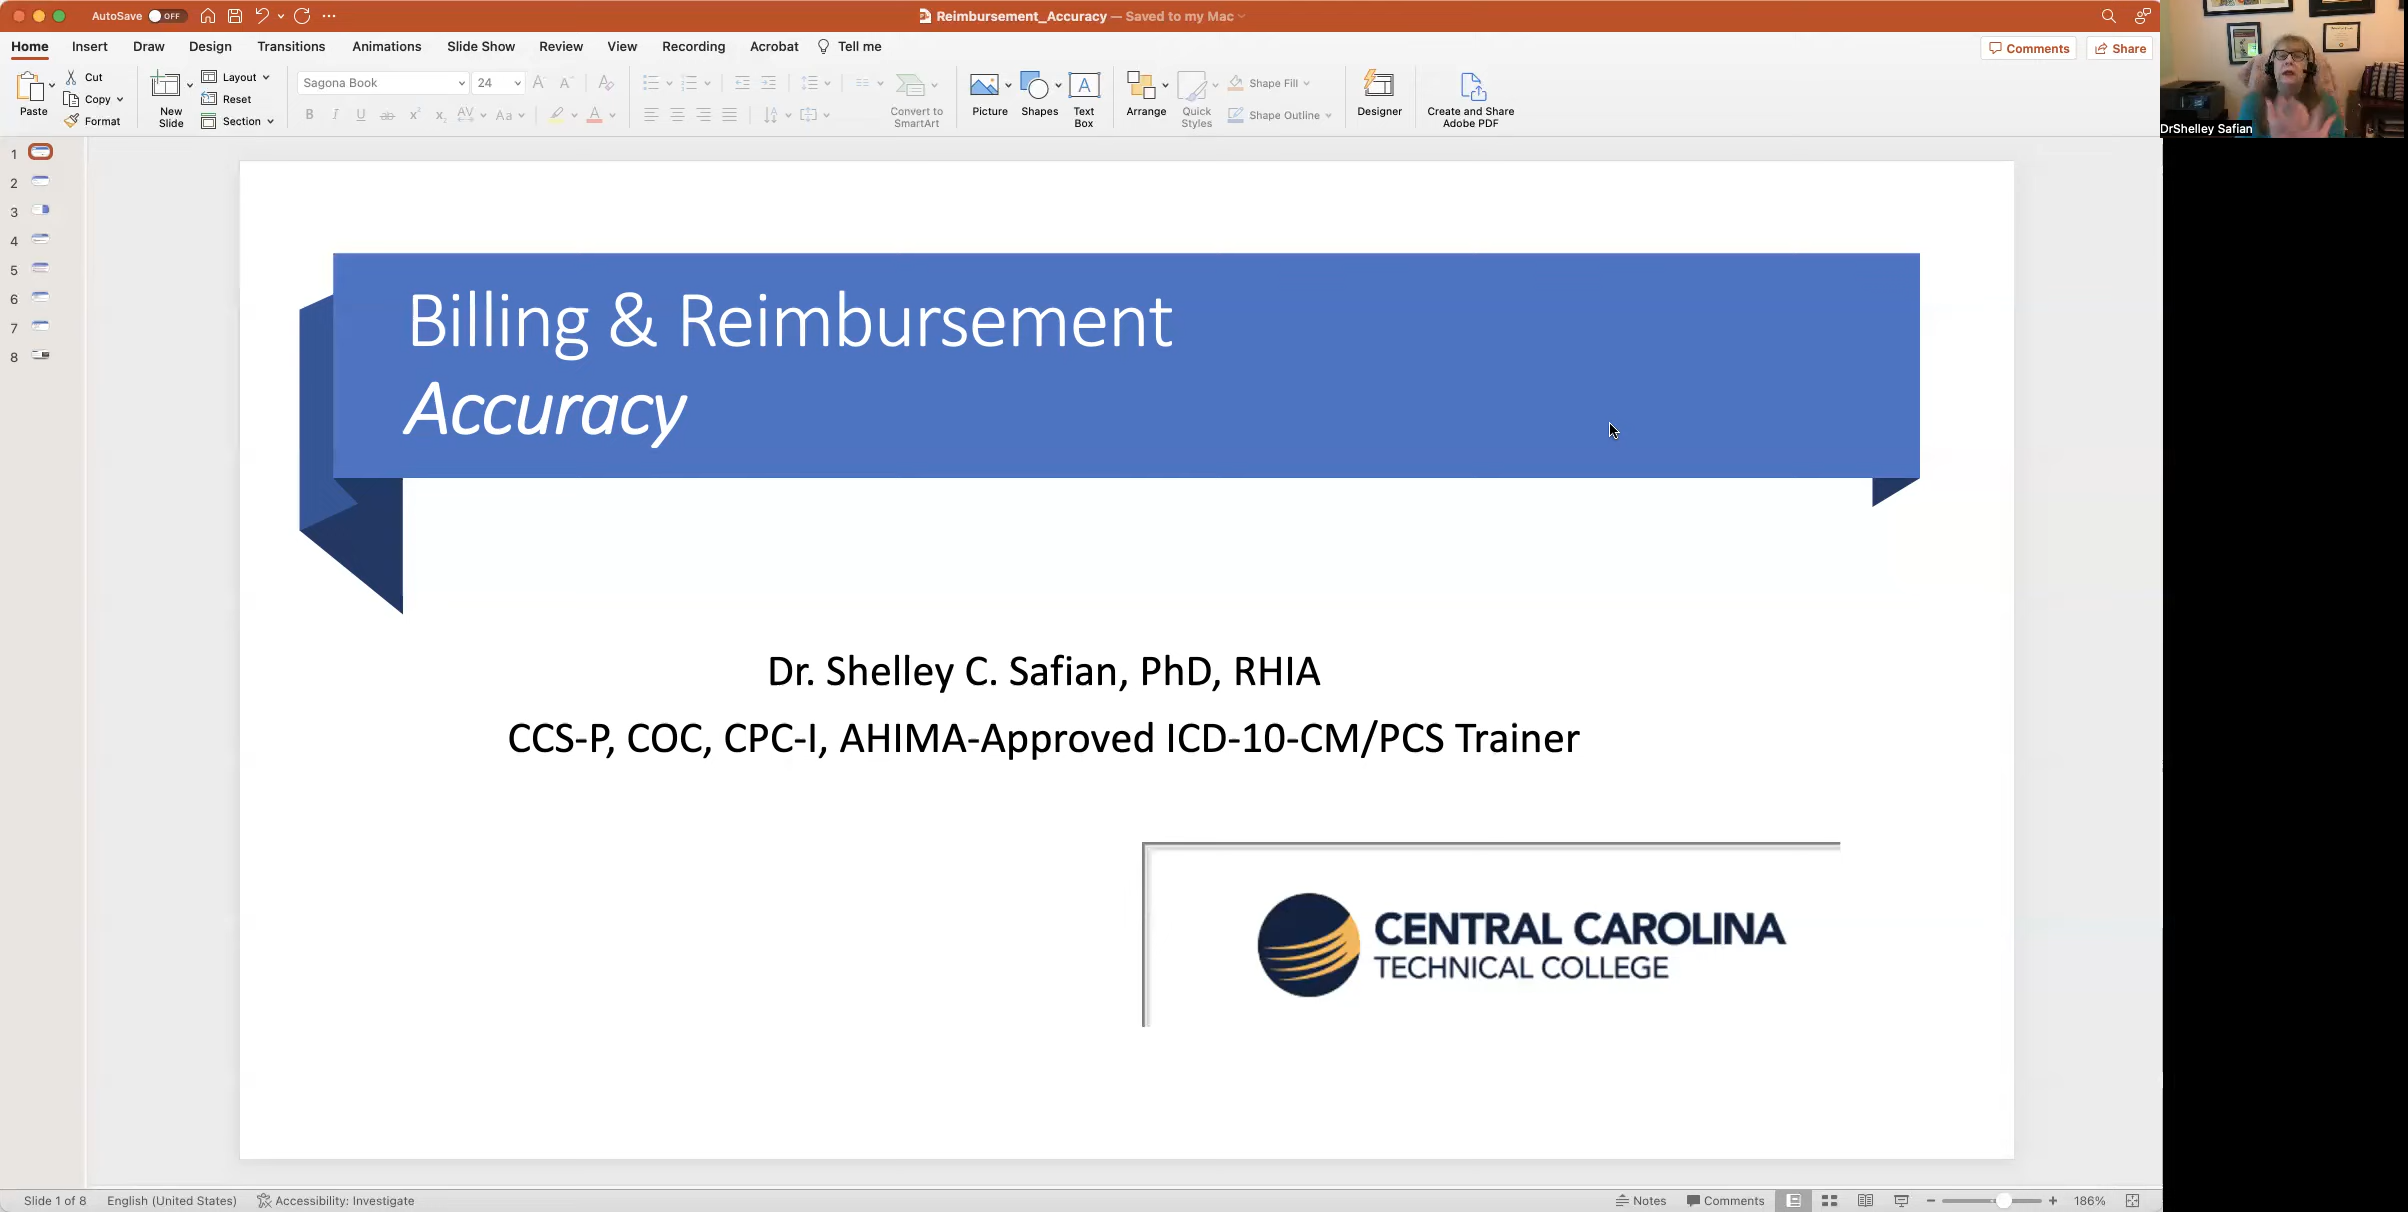 AutoSave OFF
Reimbursement_Accuracy — Saved to my Mac
Home Insert Draw Design Transitions Animations Slide Show Review View Recording Acrobat Tell me
Comments Share
Paste
Cut
Copy
Format
New
Slide
Layout
Reset
Section
Sagona Book 24
Convert to
SmartArt
Picture
Shapes
Text
Box
Arrange
Quick
Styles
Shape Fill
Shape Outline
Designer
Create and Share
Adobe PDF
DrShelley Safian
1
2
3
4
5
6
7
8
Billing & Reimbursement
Accuracy
Dr. Shelley C. Safian, PhD, RHIA
CCS-P, COC, CPC-I, AHIMA-Approved ICD-10-CM/PCS Trainer
CENTRAL CAROLINA
TECHNICAL COLLEGE
Slide 1 of 8 English (United States) Accessibility: Investigate
Notes Comments 186%